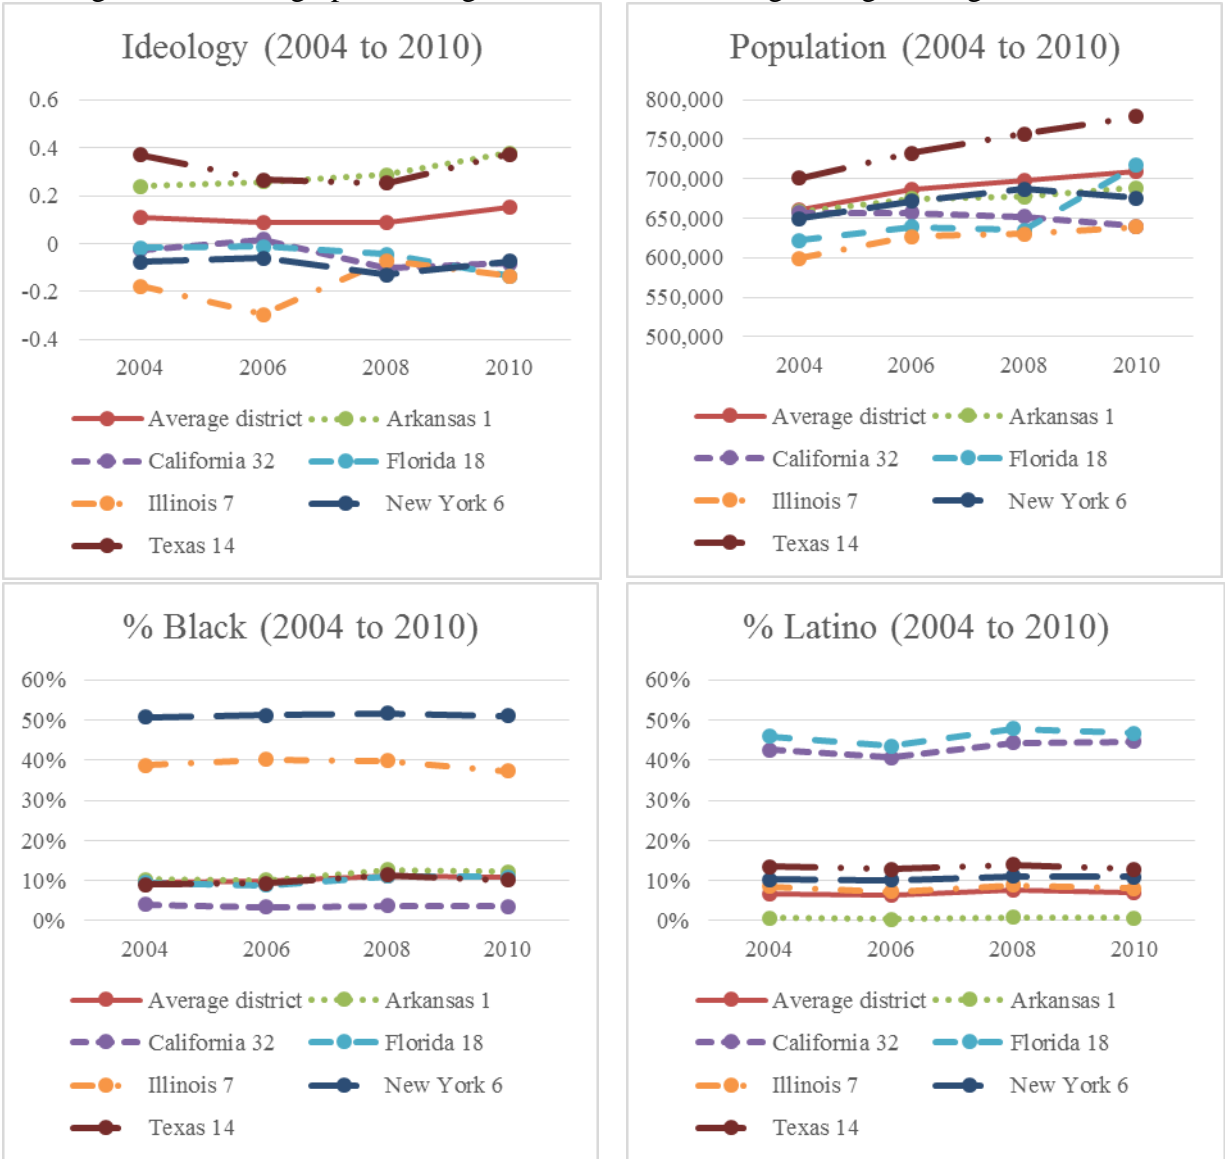 Ideology (2004 to 2010)
0.6
0.4
0.2
0
-0.2
-0.4
2004 2006 2008 2010
Average district Arkansas 1
California 32 Florida 18
Illinois 7 New York 6
Texas 14
Population (2004 to 2010)
800,000
750,000
700,000
650,000
600,000
550,000
500,000
2004 2006 2008 2010
Average district Arkansas 1
California 32 Florida 18
Illinois 7 New York 6
Texas 14
% Black (2004 to 2010)
60%
50%
40%
30%
20%
10%
0%
2004 2006 2008 2010
Average district Arkansas 1
California 32 Florida 18
Illinois 7 New York 6
Texas 14
% Latino (2004 to 2010)
60%
50%
40%
30%
20%
10%
0%
2004 2006 2008 2010
Average district Arkansas 1
California 32 Florida 18
Illinois 7 New York 6
Texas 14